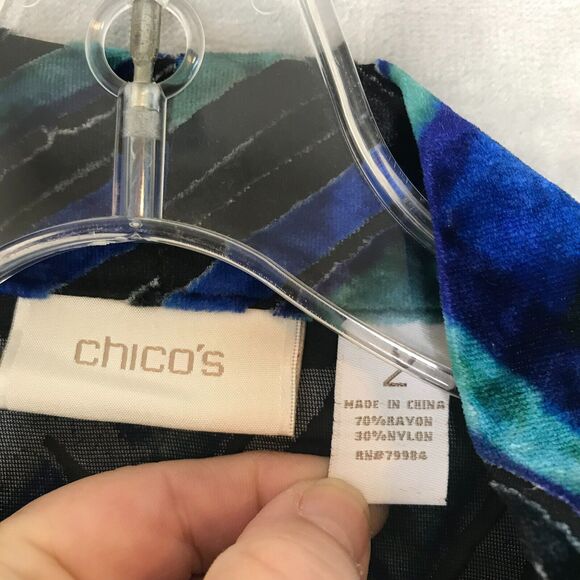 chico's
2
MADE IN CHINA
70%RAYON
30%NYLON
RN#79984